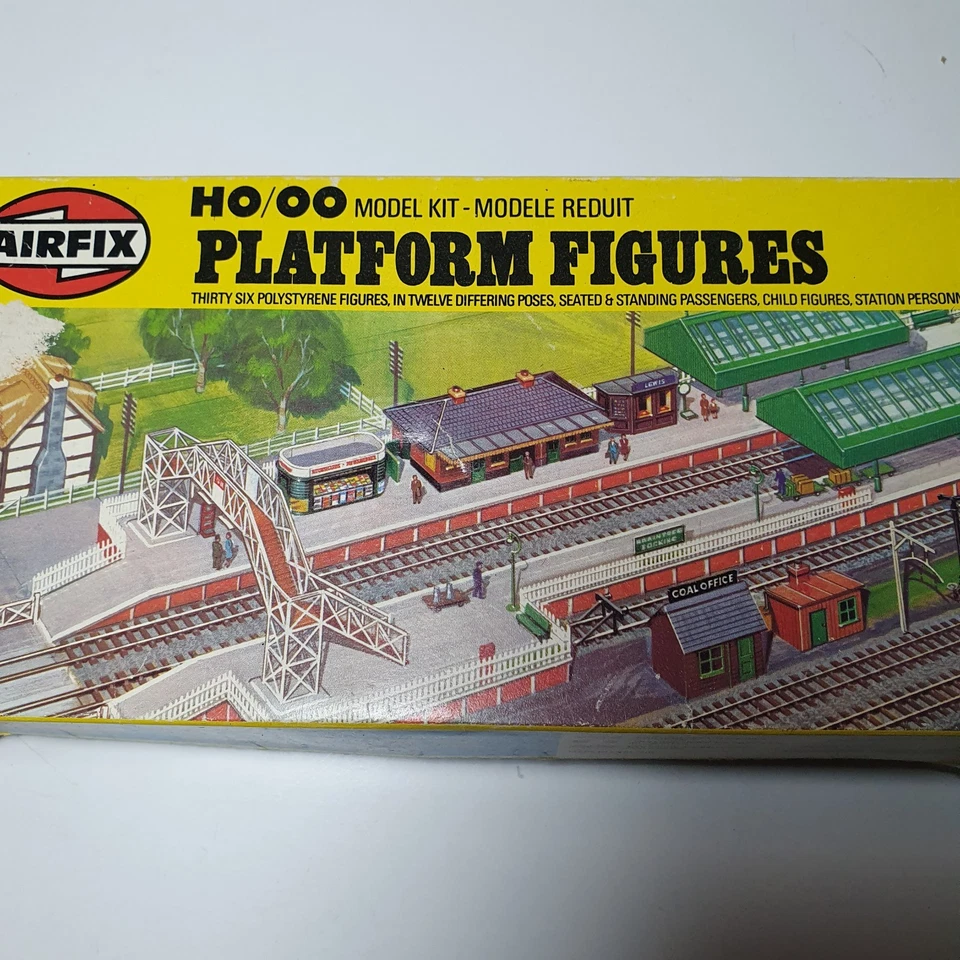 AIRFIX
HO/OO MODEL KIT - MODELE REDUIT
PLATFORM FIGURES
THIRTY SIX POLYSTYRENE FIGURES, IN TWELVE DIFFERING POSES, SEATED & STANDING PASSENGERS, CHILD FIGURES, STATION PERSONN
LEWIS
COAL OFFICE